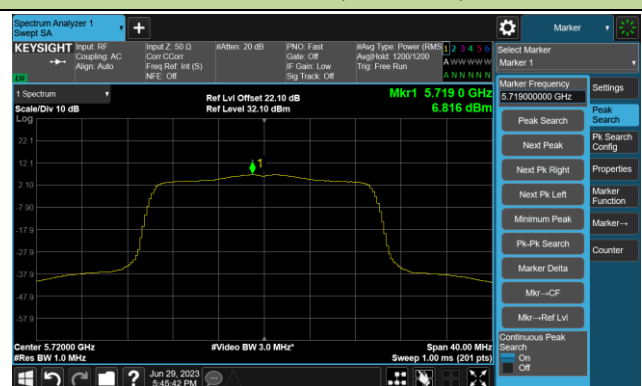 Spectrum Analyzer 1
Swept SA
Marker
KEYSIGHT
Input: RF
Coupling: AC
Align: Auto
Input Z: 50 Ω
Corr CCorr
Freq Ref: Int (S)
NFE: Off
#Atten: 20 dB
PNO: Fast
Gate: Off
IF Gain: Low
Sig Track: Off
#Avg Type: Power (RMS
Avg|Hold: 1200/1200
Trig: Free Run
1 2 3 4 5 6
A W W W W W
A N N N N N
LXI
Select Marker
Marker 1
1 Spectrum
Scale/Div 10 dB
Log
Ref Lvl Offset 22.10 dB
Ref Level 32.10 dBm
Mkr1 5.719 0 GHz
6.816 dBm
22.1
12.1
2.10
-7.90
-17.9
-27.9
-37.9
-47.9
-57.9
1
Center 5.72000 GHz
#Res BW 1.0 MHz
#Video BW 3.0 MHz*
Span 40.00 MHz
Sweep 1.00 ms (201 pts)
Marker Frequency
5.719000000 GHz
Peak Search
Next Peak
Next Pk Right
Next Pk Left
Minimum Peak
Pk-Pk Search
Marker Delta
Mkr→CF
Mkr→Ref Lvl
Continuous Peak
Search
On
Off
Settings
Peak
Search
Pk Search
Config
Properties
Marker
Function
Marker→
Counter
Jun 29, 2023
5:45:42 PM